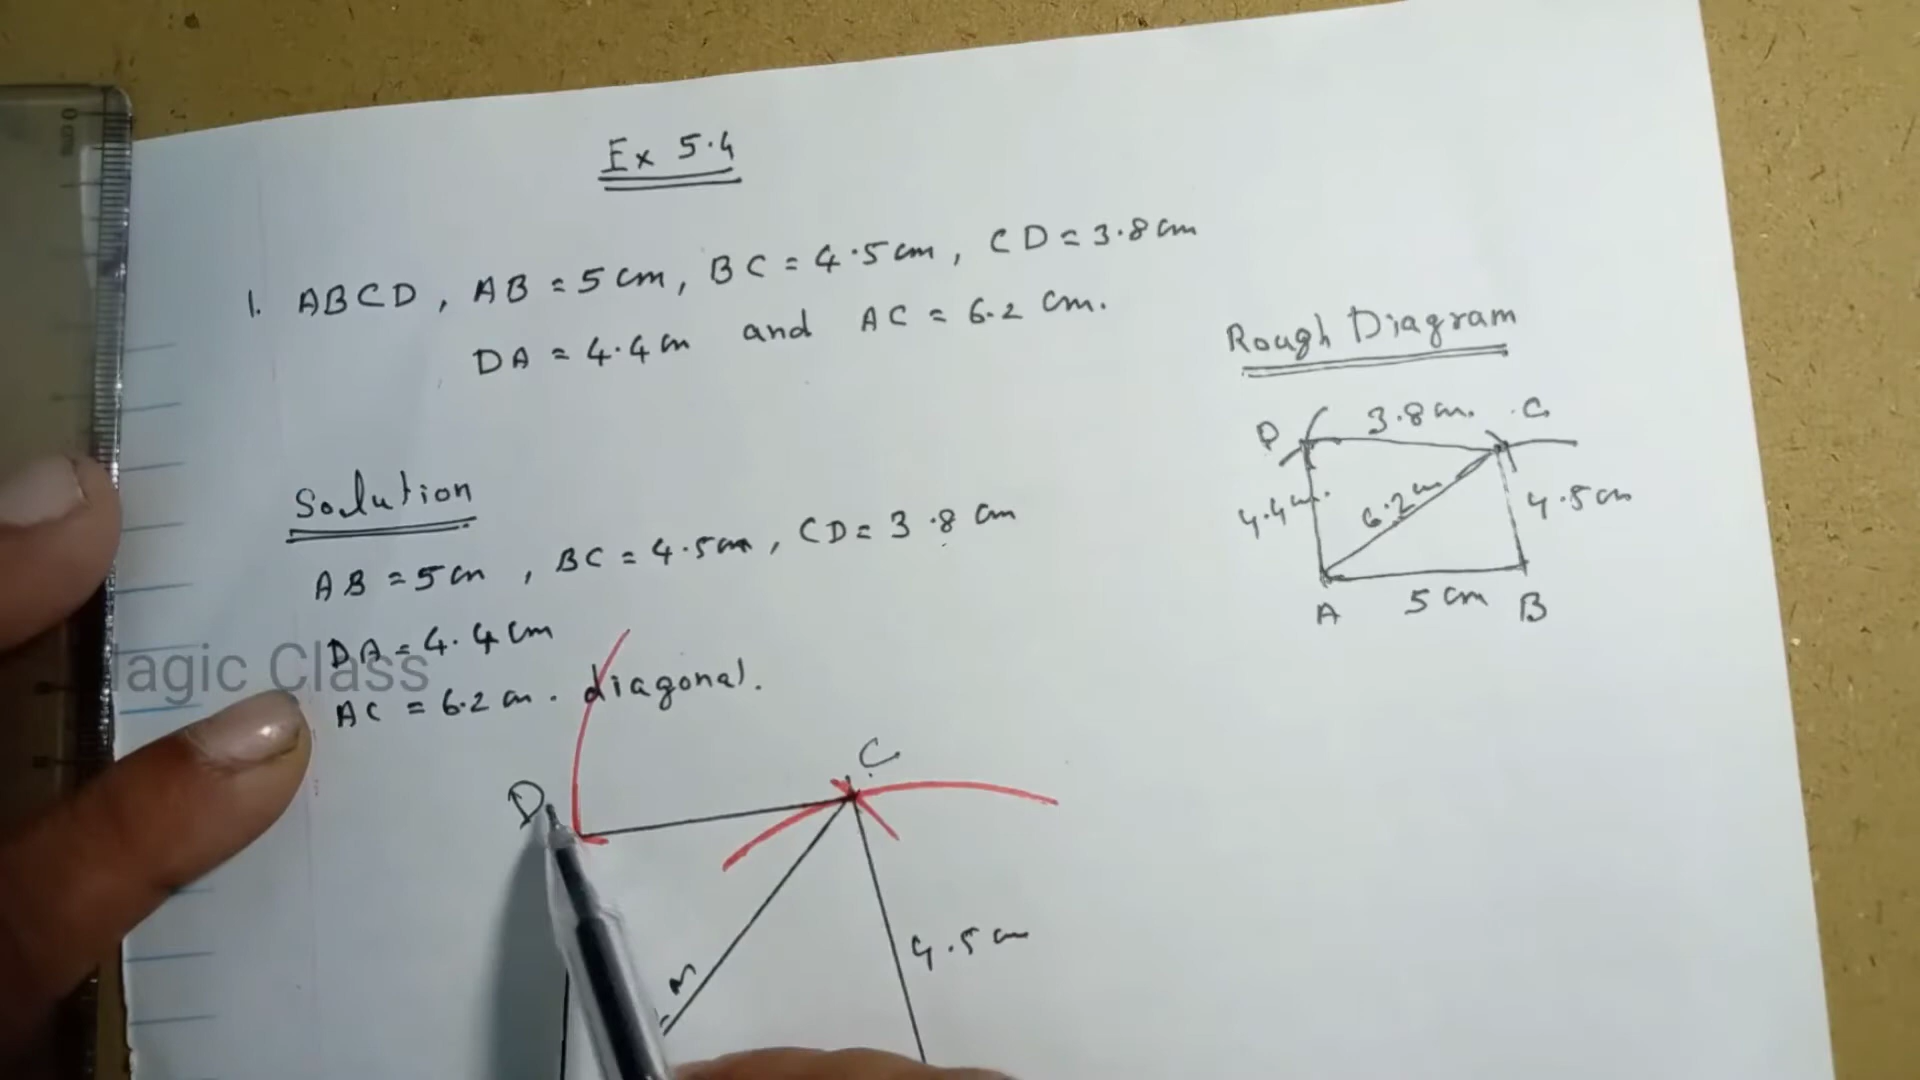 Ex 5.4
1. ABCD, AB = 5 cm, BC = 4.5 cm, CD = 3.8 cm
DA = 4.4 cm and AC = 6.2 cm.
Rough Diagram
D 3.8 cm. C
4.4 cm. 6.2 cm 4.5 cm
A 5 cm B
Solution
AB = 5 cm, BC = 4.5 cm, CD = 3.8 cm
DA = 4.4 cm
Magic Class
AC = 6.2 cm. diagonal.
C
D
4.5 cm